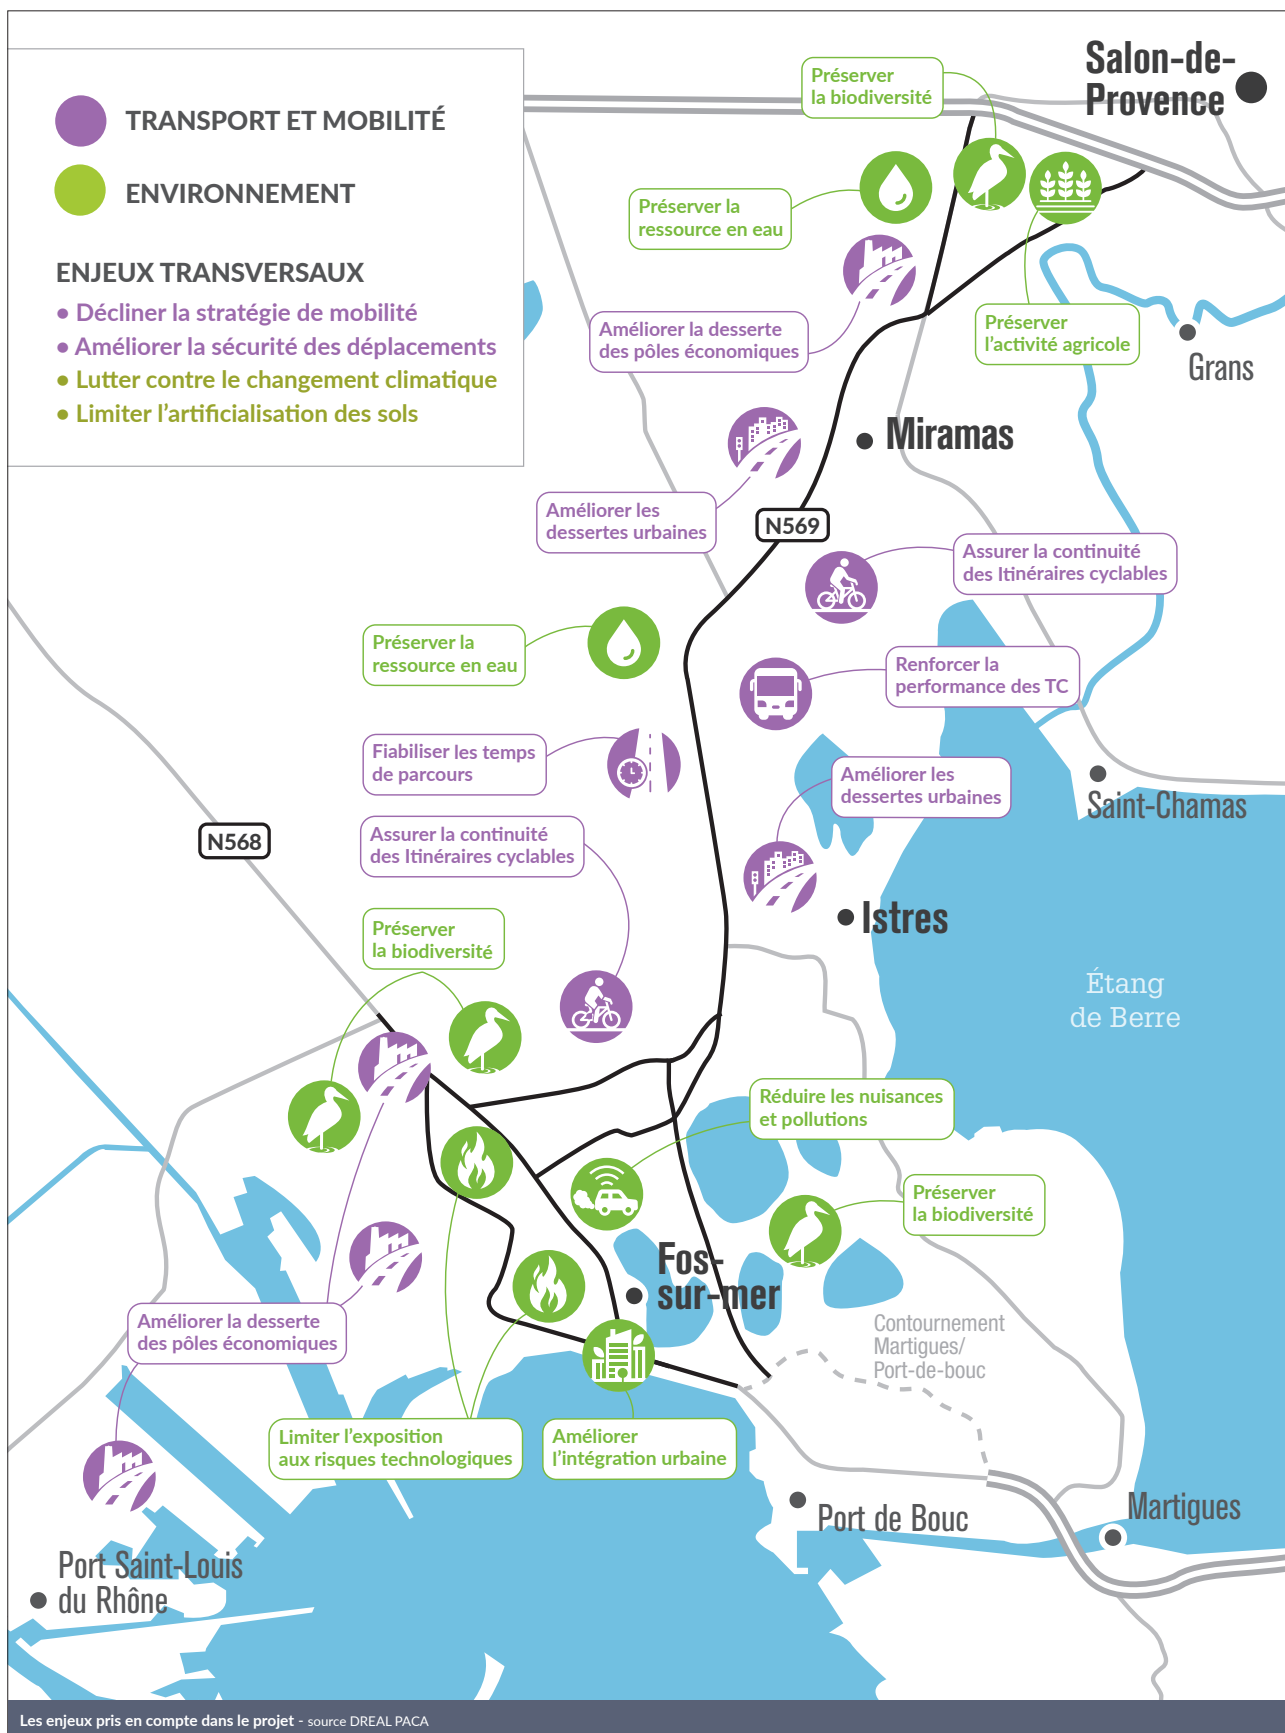 TRANSPORT ET MOBILITÉ
ENVIRONNEMENT
ENJEUX TRANSVERSAUX
• Décliner la stratégie de mobilité
• Améliorer la sécurité des déplacements
• Lutter contre le changement climatique
• Limiter l'artificialisation des sols
Salon-de-
Provence
Préserver
la biodiversité
Préserver la
ressource en eau
Améliorer la desserte
des pôles économiques
Préserver
l'activité agricole
Grans
Miramas
Améliorer les
dessertes urbaines
N569
Assurer la continuité
des Itinéraires cyclables
Préserver la
ressource en eau
Renforcer la
performance des TC
Fiabiliser les temps
de parcours
Améliorer les
dessertes urbaines
Saint-Chamas
N568
Assurer la continuité
des Itinéraires cyclables
Istres
Préserver
la biodiversité
Étang
de Berre
Réduire les nuisances
et pollutions
Préserver
la biodiversité
Fos-
sur-mer
Améliorer la desserte
des pôles économiques
Contournement
Martigues/
Port-de-bouc
Limiter l'exposition
aux risques technologiques
Améliorer
l'intégration urbaine
Port de Bouc
Martigues
Port Saint-Louis
du Rhône
Les enjeux pris en compte dans le projet - source DREAL PACA